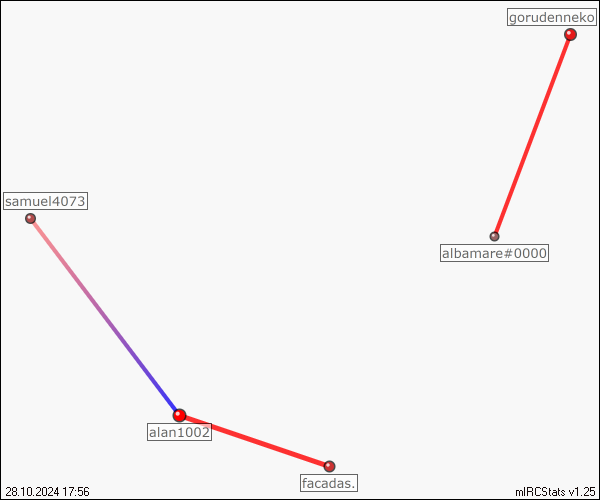 gorudenneko
samuel4073
albamare#0000
alan1002
facadas.
28.10.2024 17:56
mIRCStats v1.25